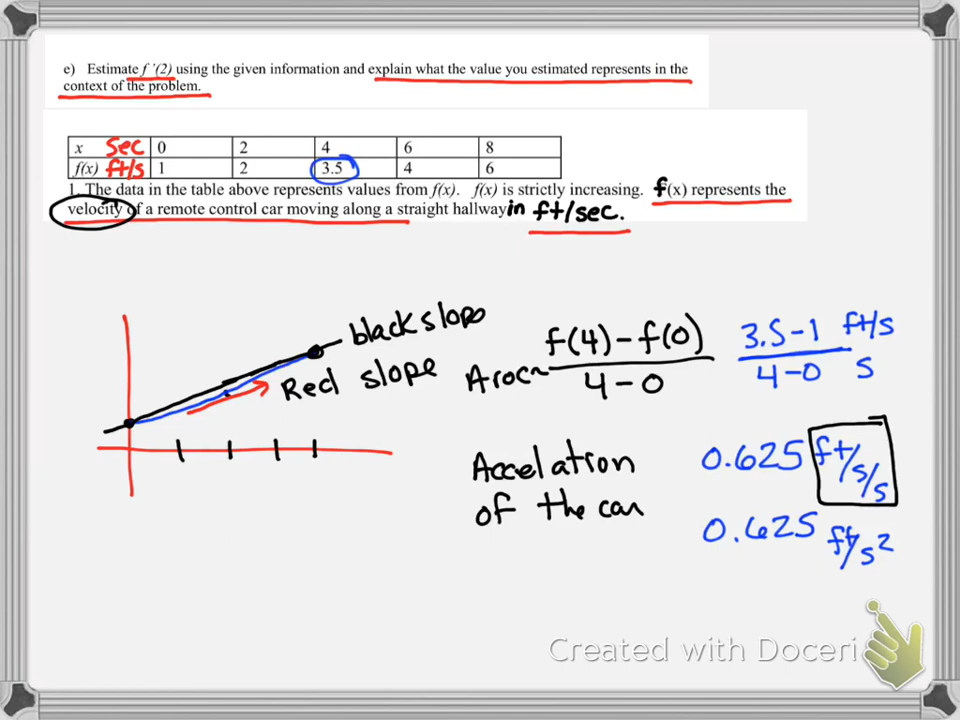 e) Estimate f '(2) using the given information and explain what the value you estimated represents in the
context of the problem.
x sec 0 2 4 6 8
f(x) ft/s 1 2 3.5 4 6
1. The data in the table above represents values from f(x). f(x) is strictly increasing. f(x) represents the
velocity of a remote control car moving along a straight hallway in ft/sec.
black slope
Red slope
Aroc f(4)-f(0)
4-0
3.5-1 ft/s
4-0 s
Accelation
of the car
0.625 ft/s/s
0.625 ft/s²
Created with Doceri